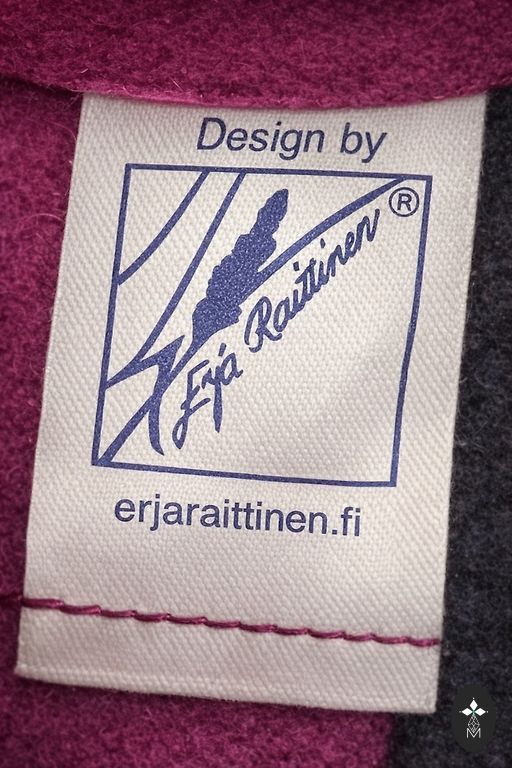 Design by
®
Erja Raittinen
erjaraittinen.fi
M